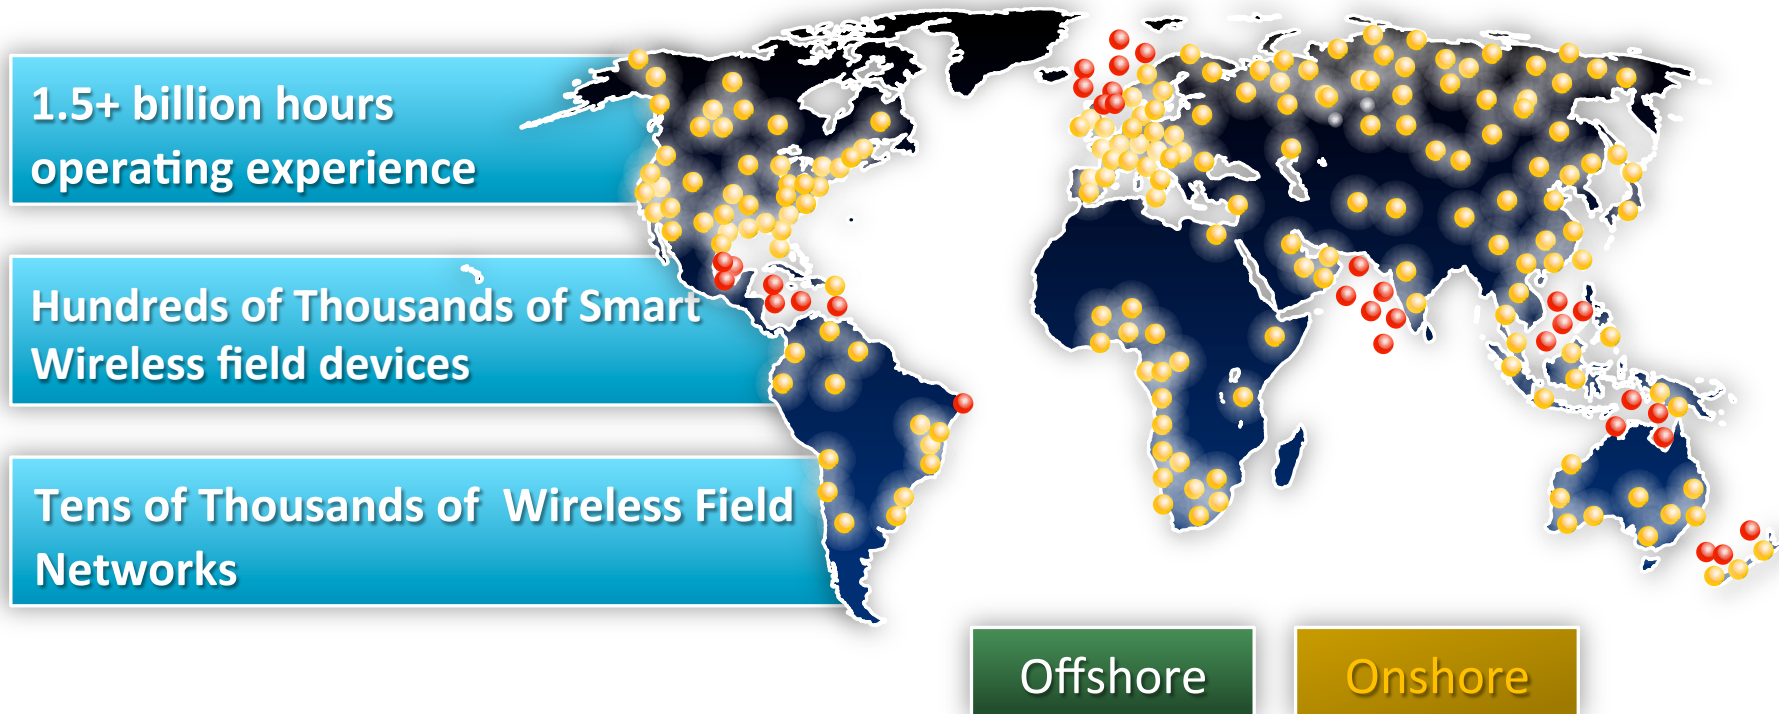 1.5+ billion hours
operating experience
Hundreds of Thousands of Smart
Wireless field devices
Tens of Thousands of  Wireless Field
Networks
Offshore
Onshore